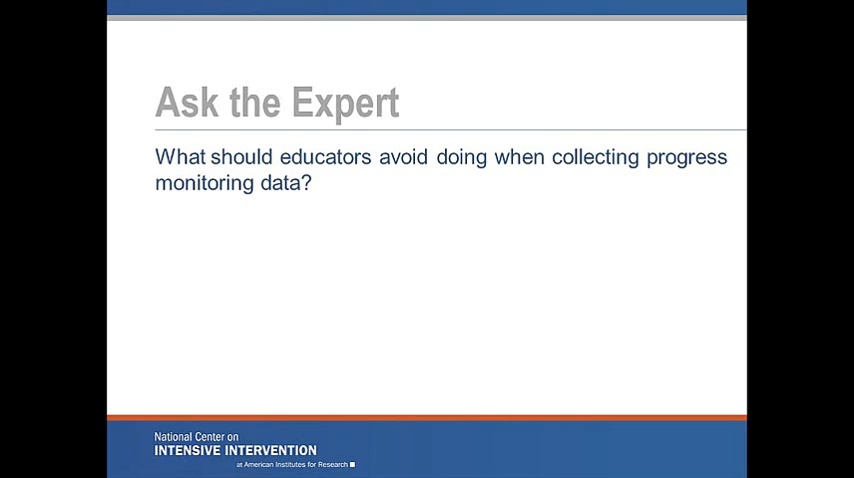 Ask the Expert
What should educators avoid doing when collecting progress
monitoring data?
National Center on
INTENSIVE INTERVENTION
at American Institutes for Research